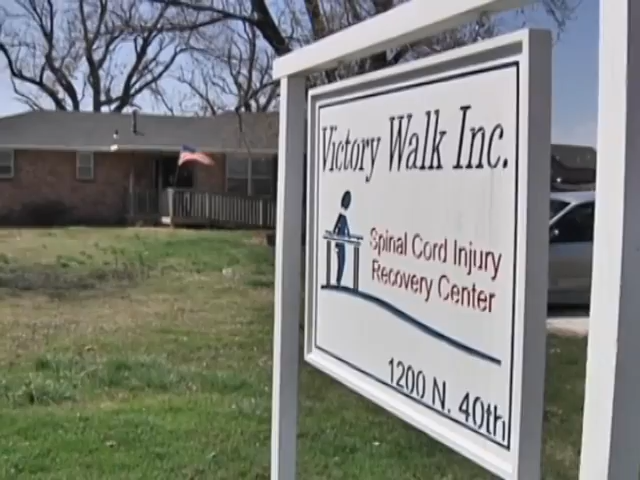 Victory Walk Inc.
Spinal Cord Injury
Recovery Center
1200 N. 40th